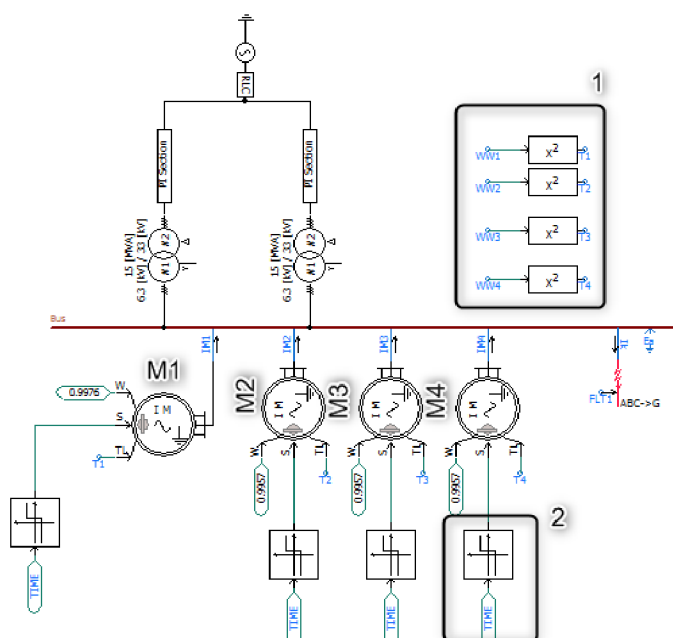 S
RLC
1
PI Section
PI Section
WW1 X² T1
WW2 X² T2
WW3 X² T3
WW4 X² T4
15 [MVA]
6.3 [kV] / 33 [kV]
#2
#1
15 [MVA]
6.3 [kV] / 33 [kV]
#2
#1
Bus
IM1
IM2
IM3
IM4
M1
M2
M3
M4
0.9976
W
S
TL
T1
I M
I M
I M
I M
FLT1
ABC->G
W
S
TL
T2
0.9957
W
S
TL
T3
0.9957
W
S
TL
T4
0.9957
2
TIME
TIME
TIME
TIME